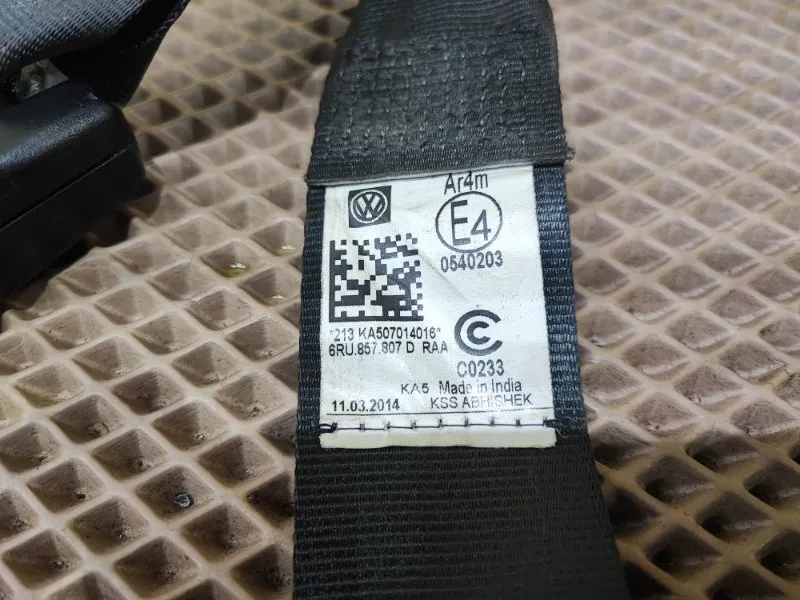 Ar4m
E4
0540203
*213 KA507014016*
6RU.857.807 D RAA
C0233
KA5 Made in India
11.03.2014 KSS ABHISHEK